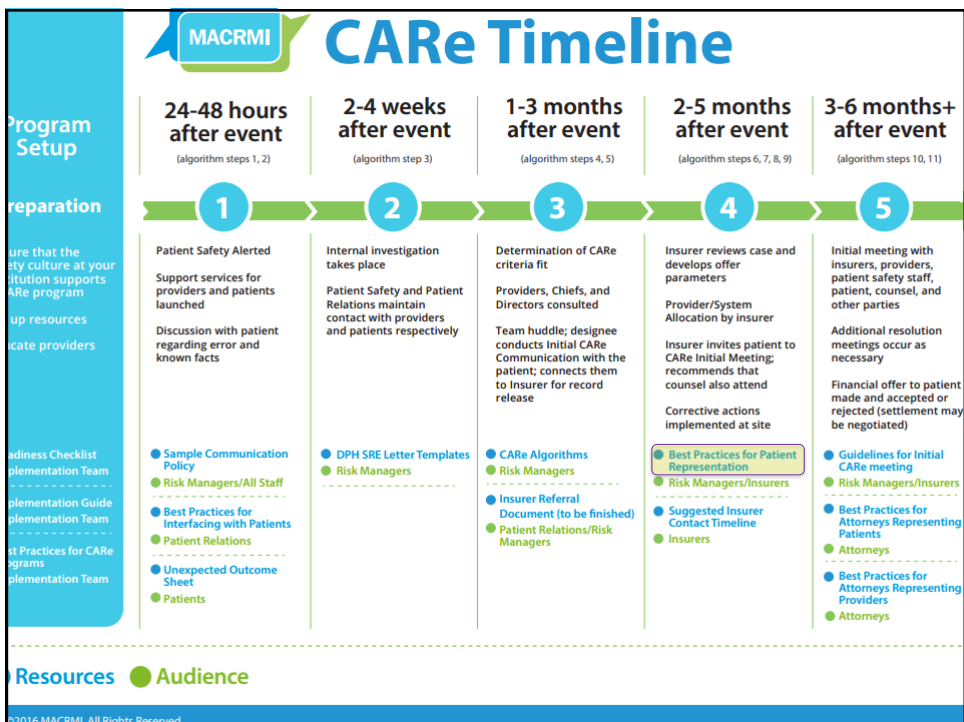 MACRMI
CARe Timeline
Program
Setup
reparation
ure that the
ety culture at your
titution supports
ARe program
up resources
ucate providers
adiness Checklist
plementation Team
plementation Guide
plementation Team
st Practices for CARe
ograms
plementation Team
24-48 hours
after event
(algorithm steps 1, 2)
1
Patient Safety Alerted
Support services for
providers and patients
launched
Discussion with patient
regarding error and
known facts
Sample Communication
Policy
Risk Managers/All Staff
Best Practices for
Interfacing with Patients
Patient Relations
Unexpected Outcome
Sheet
Patients
2-4 weeks
after event
(algorithm step 3)
2
Internal investigation
takes place
Patient Safety and Patient
Relations maintain
contact with providers
and patients respectively
DPH SRE Letter Templates
Risk Managers
1-3 months
after event
(algorithm steps 4, 5)
3
Determination of CARe
criteria fit
Providers, Chiefs, and
Directors consulted
Team huddle; designee
conducts Initial CARe
Communication with the
patient; connects them
to Insurer for record
release
CARe Algorithms
Risk Managers
Insurer Referral
Document (to be finished)
Patient Relations/Risk
Managers
2-5 months
after event
(algorithm steps 6, 7, 8, 9)
4
Insurer reviews case and
develops offer
parameters
Provider/System
Allocation by insurer
Insurer invites patient to
CARe Initial Meeting;
recommends that
counsel also attend
Corrective actions
implemented at site
Best Practices for Patient
Representation
Risk Managers/Insurers
Suggested Insurer
Contact Timeline
Insurers
3-6 months+
after event
(algorithm steps 10, 11)
5
Initial meeting with
insurers, providers,
patient safety staff,
patient, counsel, and
other parties
Additional resolution
meetings occur as
necessary
Financial offer to patient
made and accepted or
rejected (settlement may
be negotiated)
Guidelines for Initial
CARe meeting
Risk Managers/Insurers
Best Practices for
Attorneys Representing
Patients
Attorneys
Best Practices for
Attorneys Representing
Providers
Attorneys
Resources Audience
©2016 MACRMI. All Rights Reserved